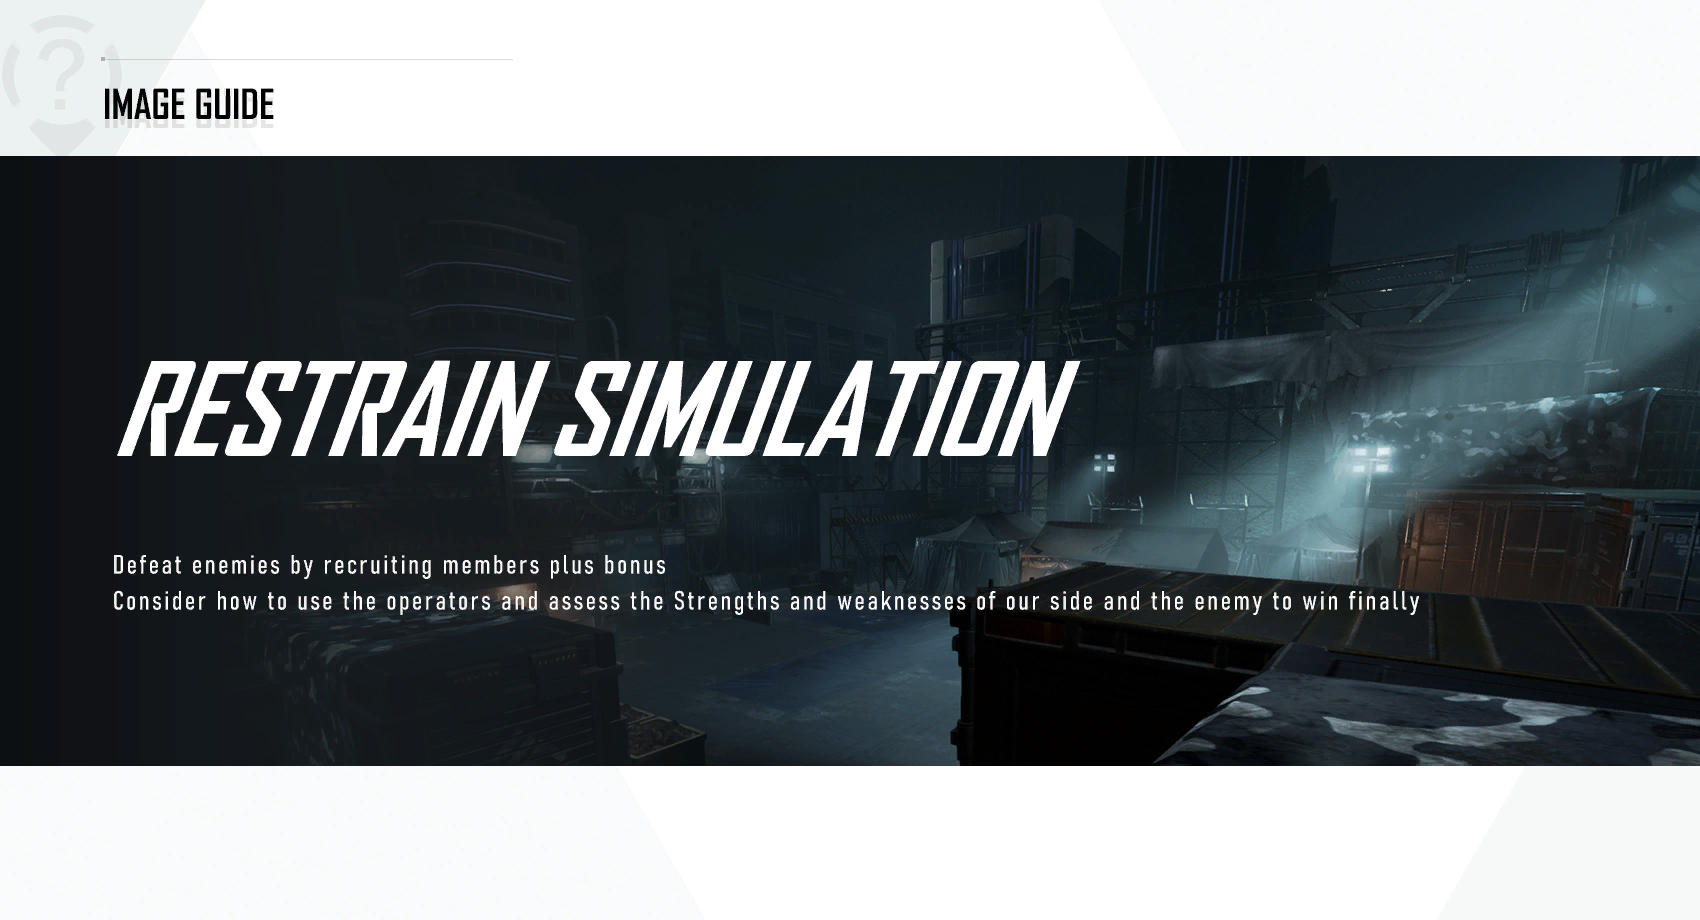 IMAGE GUIDE
RESTRAIN SIMULATION
Defeat enemies by recruiting members plus bonus
Consider how to use the operators and assess the Strengths and weaknesses of our side and the enemy to win finally